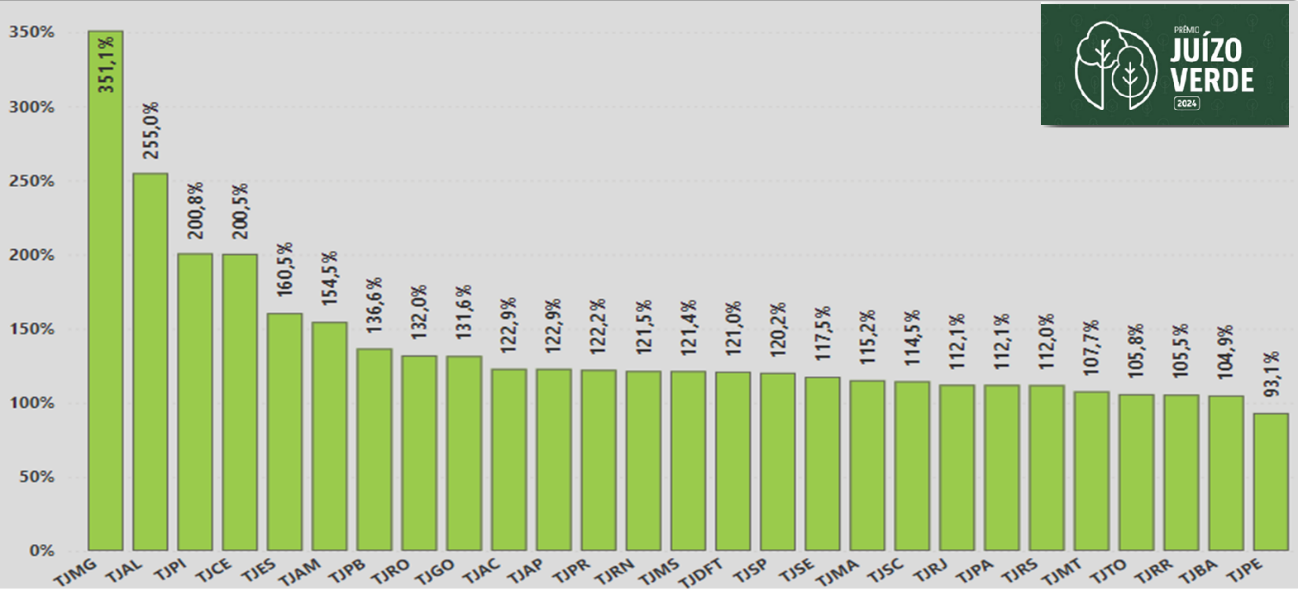 350%
300%
250%
200%
150%
100%
50%
0%
351,1%
255,0%
200,8%
200,5%
160,5%
154,5%
136,6%
132,0%
131,6%
122,9%
122,9%
122,2%
121,5%
121,4%
121,0%
120,2%
117,5%
115,2%
114,5%
112,1%
112,1%
112,0%
107,7%
105,8%
105,5%
104,9%
93,1%
TJMG
TJAL
TJPI
TJCE
TJES
TJAM
TJPB
TJRO
TJGO
TJAC
TJAP
TJPR
TJRN
TJMS
TJDFT
TJSP
TJSE
TJMA
TJSC
TJRJ
TJPA
TJRS
TJMT
TJTO
TJRR
TJBA
TJPE
PRÊMIO
JUÍZO
VERDE
2024